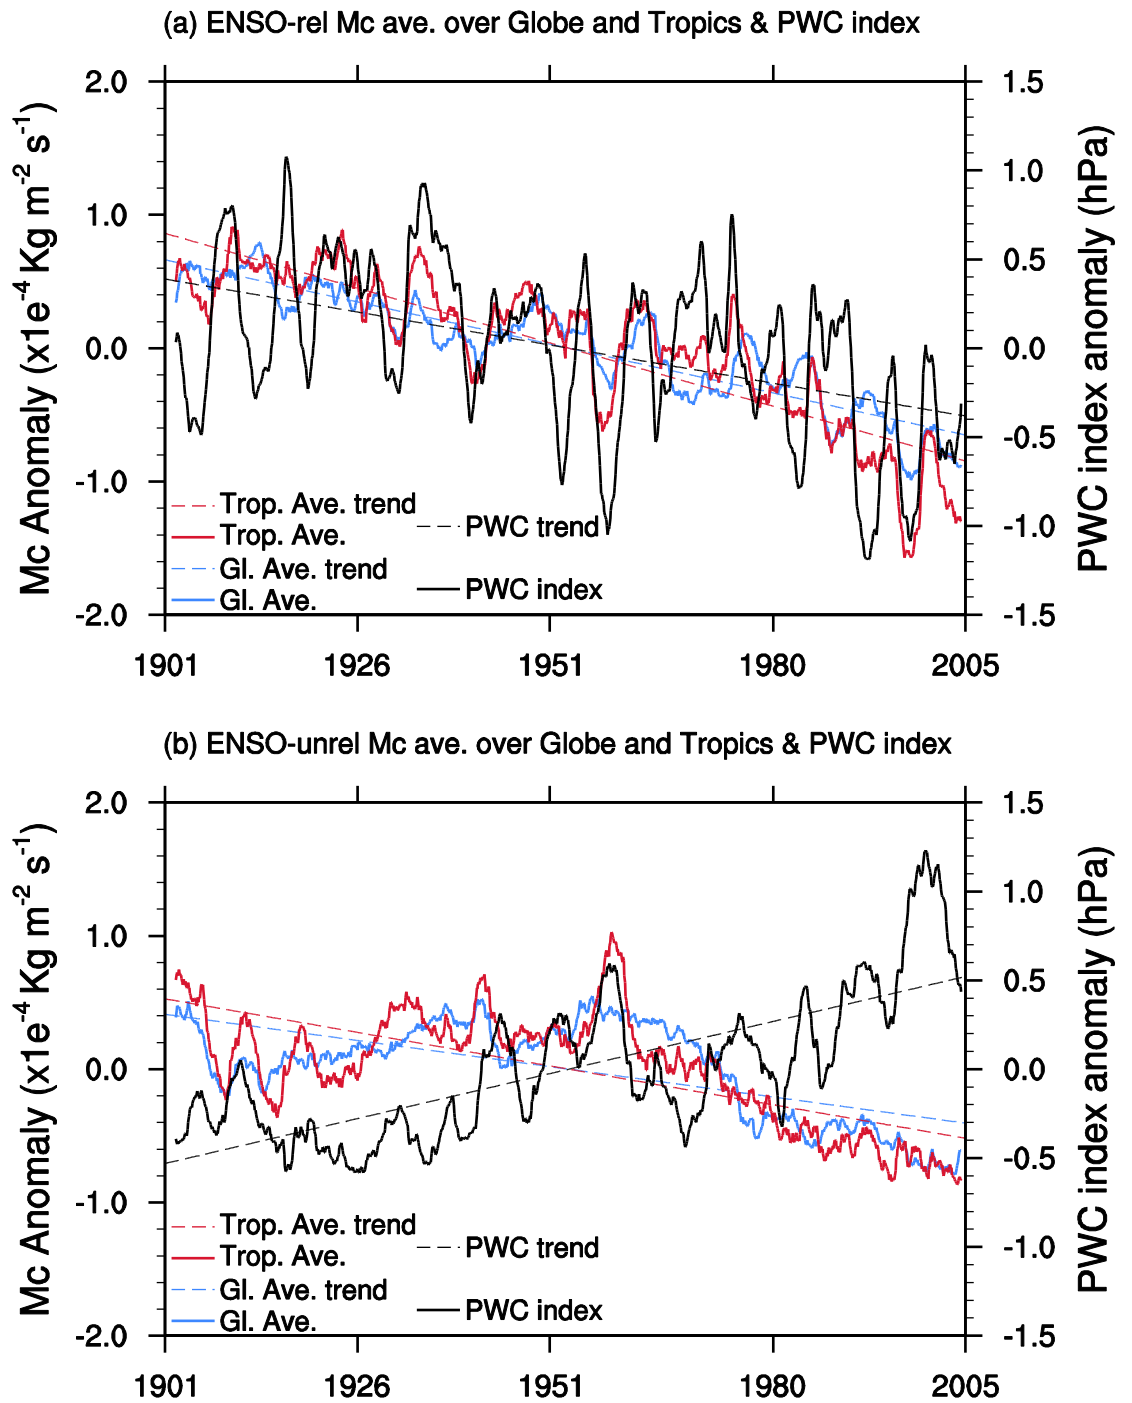 (a) ENSO-rel Mc ave. over Globe and Tropics & PWC index
Mc Anomaly (x1e-4 Kg m-2 s-1)
2.0
1.0
0.0
-1.0
-2.0
1.5
1.0
0.5
0.0
-0.5
-1.0
-1.5
PWC index anomaly (hPa)
Trop. Ave. trend
Trop. Ave.
Gl. Ave. trend
Gl. Ave.
PWC trend
PWC index
1901 1926 1951 1980 2005
(b) ENSO-unrel Mc ave. over Globe and Tropics & PWC index
Mc Anomaly (x1e-4 Kg m-2 s-1)
2.0
1.0
0.0
-1.0
-2.0
1.5
1.0
0.5
0.0
-0.5
-1.0
-1.5
PWC index anomaly (hPa)
Trop. Ave. trend
Trop. Ave.
Gl. Ave. trend
Gl. Ave.
PWC trend
PWC index
1901 1926 1951 1980 2005